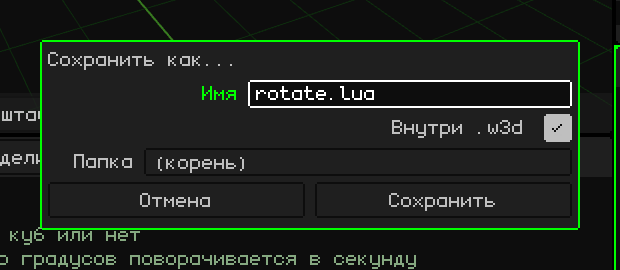 Сохранить как...
Имя rotate.lua
Внутри .w3d ✓
Папка (корень)
Отмена Сохранить
куб или нет
градусов поворачивается в секунду